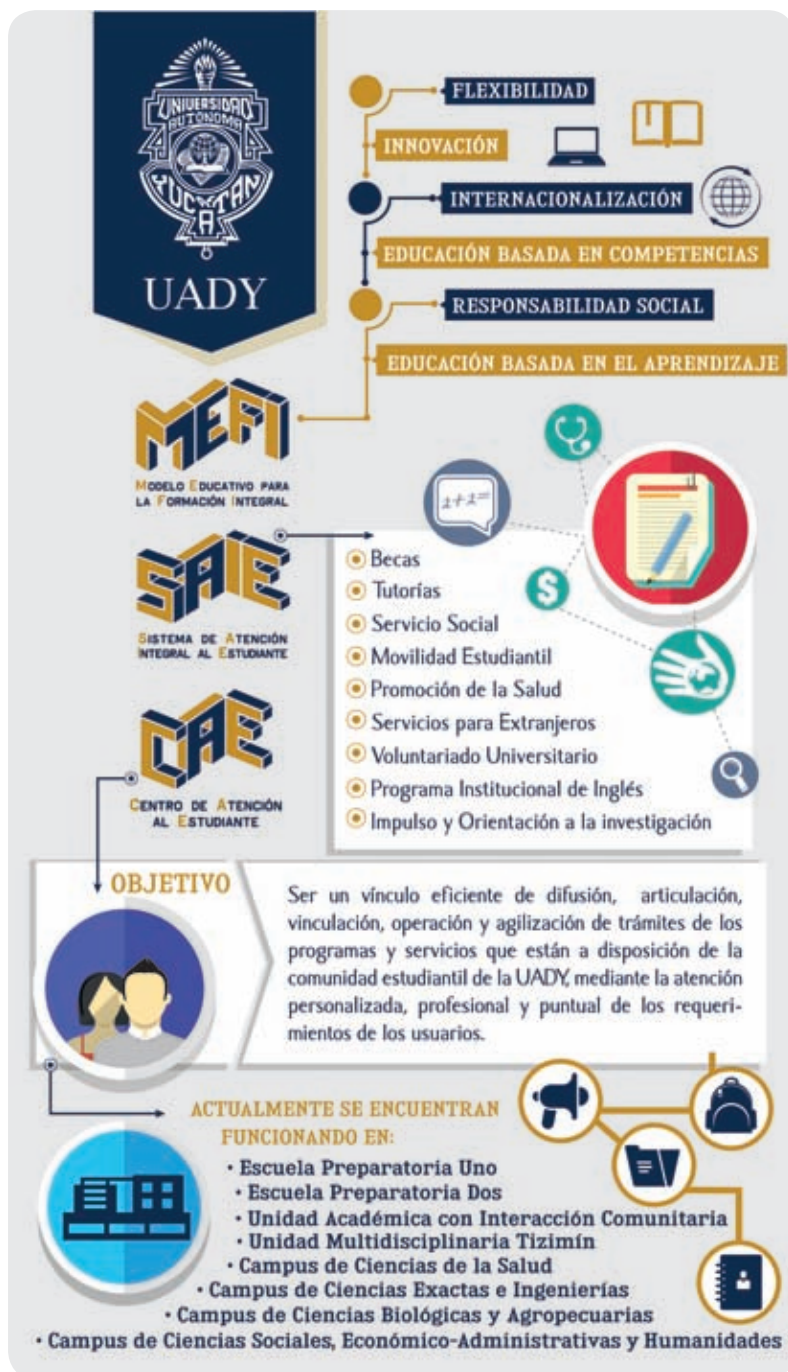 UNIVERSIDAD
AUTÓNOMA
YUCATAN
UADY
FLEXIBILIDAD
INNOVACIÓN
INTERNACIONALIZACIÓN
EDUCACIÓN BASADA EN COMPETENCIAS
RESPONSABILIDAD SOCIAL
EDUCACIÓN BASADA EN EL APRENDIZAJE
MEFI
MODELO EDUCATIVO PARA
LA FORMACIÓN INTEGRAL
SAIE
SISTEMA DE ATENCIÓN
INTEGRAL AL ESTUDIANTE
1+1=
$
Becas
Tutorías
Servicio Social
Movilidad Estudiantil
Promoción de la Salud
Servicios para Extranjeros
Voluntariado Universitario
Programa Institucional de Inglés
Impulso y Orientación a la investigación
CAE
CENTRO DE ATENCIÓN
AL ESTUDIANTE
OBJETIVO
Ser un vínculo eficiente de difusión, articulación,
vinculación, operación y agilización de trámites de los
programas y servicios que están a disposición de la
comunidad estudiantil de la UADY, mediante la atención
personalizada, profesional y puntual de los requeri-
mientos de los usuarios.
ACTUALMENTE SE ENCUENTRAN
FUNCIONANDO EN:
· Escuela Preparatoria Uno
· Escuela Preparatoria Dos
· Unidad Académica con Interacción Comunitaria
· Unidad Multidisciplinaria Tizimín
· Campus de Ciencias de la Salud
· Campus de Ciencias Exactas e Ingenierías
· Campus de Ciencias Biológicas y Agropecuarias
· Campus de Ciencias Sociales, Económico-Administrativas y Humanidades